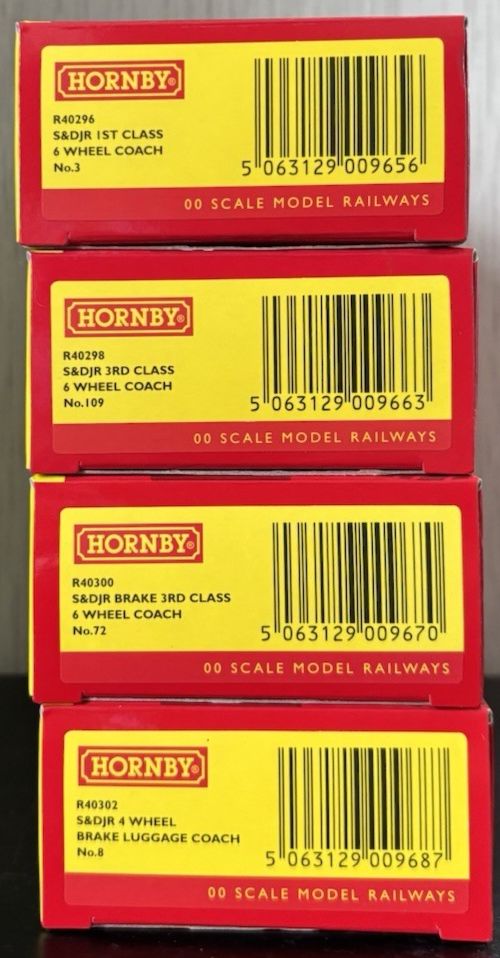 HORNBY®
R40296
S&DJR 1ST CLASS
6 WHEEL COACH
No.3
5 063129 009656
00 SCALE MODEL RAILWAYS
HORNBY®
R40298
S&DJR 3RD CLASS
6 WHEEL COACH
No.109
5 063129 009663
00 SCALE MODEL RAILWAYS
HORNBY®
R40300
S&DJR BRAKE 3RD CLASS
6 WHEEL COACH
No.72
5 063129 009670
00 SCALE MODEL RAILWAYS
HORNBY®
R40302
S&DJR 4 WHEEL
BRAKE LUGGAGE COACH
No.8
5 063129 009687
00 SCALE MODEL RAILWAYS